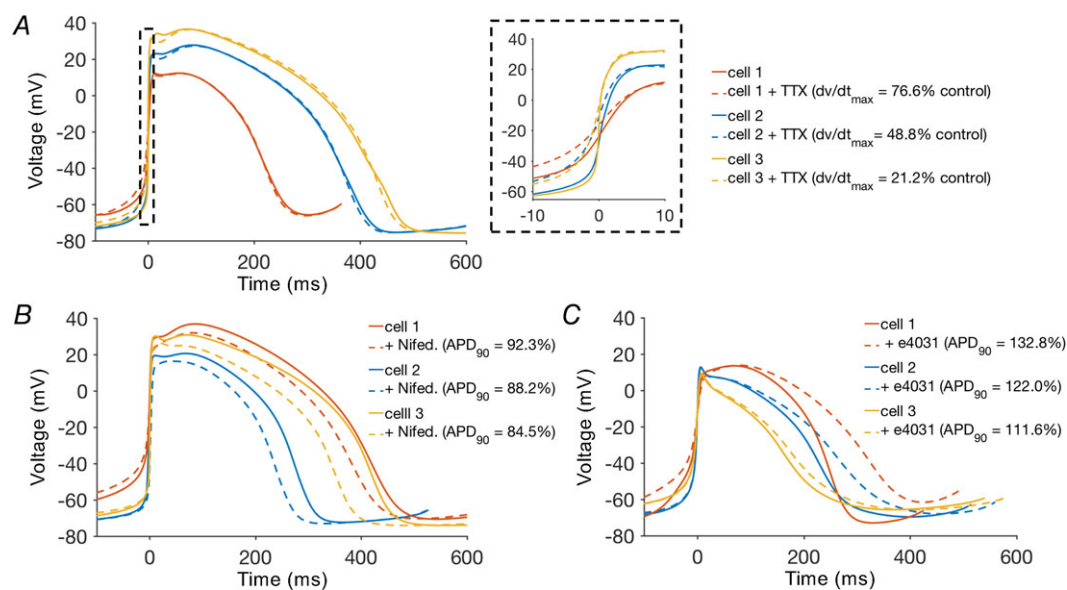 A
40
20
0
-20
-40
-60
-80
Voltage (mV)
0
200
400
600
Time (ms)
40
20
0
-20
-40
-60
-10
0
10
cell 1
cell 1 + TTX (dv/dtmax = 76.6% control)
cell 2
cell 2 + TTX (dv/dtmax = 48.8% control)
cell 3
cell 3 + TTX (dv/dtmax = 21.2% control)
B
40
20
0
-20
-40
-60
-80
Voltage (mV)
0
200
400
600
Time (ms)
cell 1
+ Nifed. (APD90 = 92.3%)
cell 2
+ Nifed. (APD90 = 88.2%)
celll 3
+ Nifed. (APD90 = 84.5%)
C
40
20
0
-20
-40
-60
-80
Voltage (mV)
0
200
400
600
Time (ms)
cell 1
+ e4031 (APD90 = 132.8%)
cell 2
+ e4031 (APD90 = 122.0%)
cell 3
+ e4031 (APD90 = 111.6%)